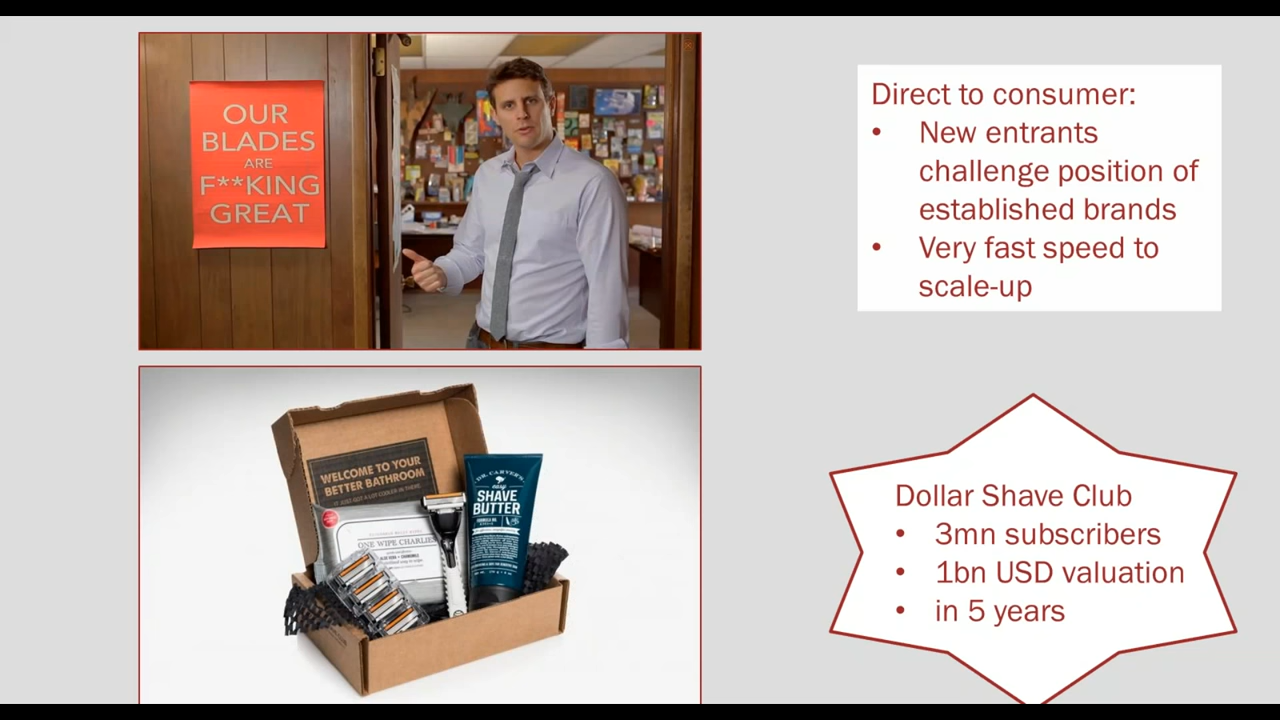 OUR
BLADES
ARE
F**KING
GREAT
Direct to consumer:
• New entrants
challenge position of
established brands
• Very fast speed to
scale-up
WELCOME TO YOUR
BETTER BATHROOM
ONE WIPE CHARLIES
DR. CARVER'S
easy
SHAVE
BUTTER
Dollar Shave Club
• 3mn subscribers
• 1bn USD valuation
• in 5 years